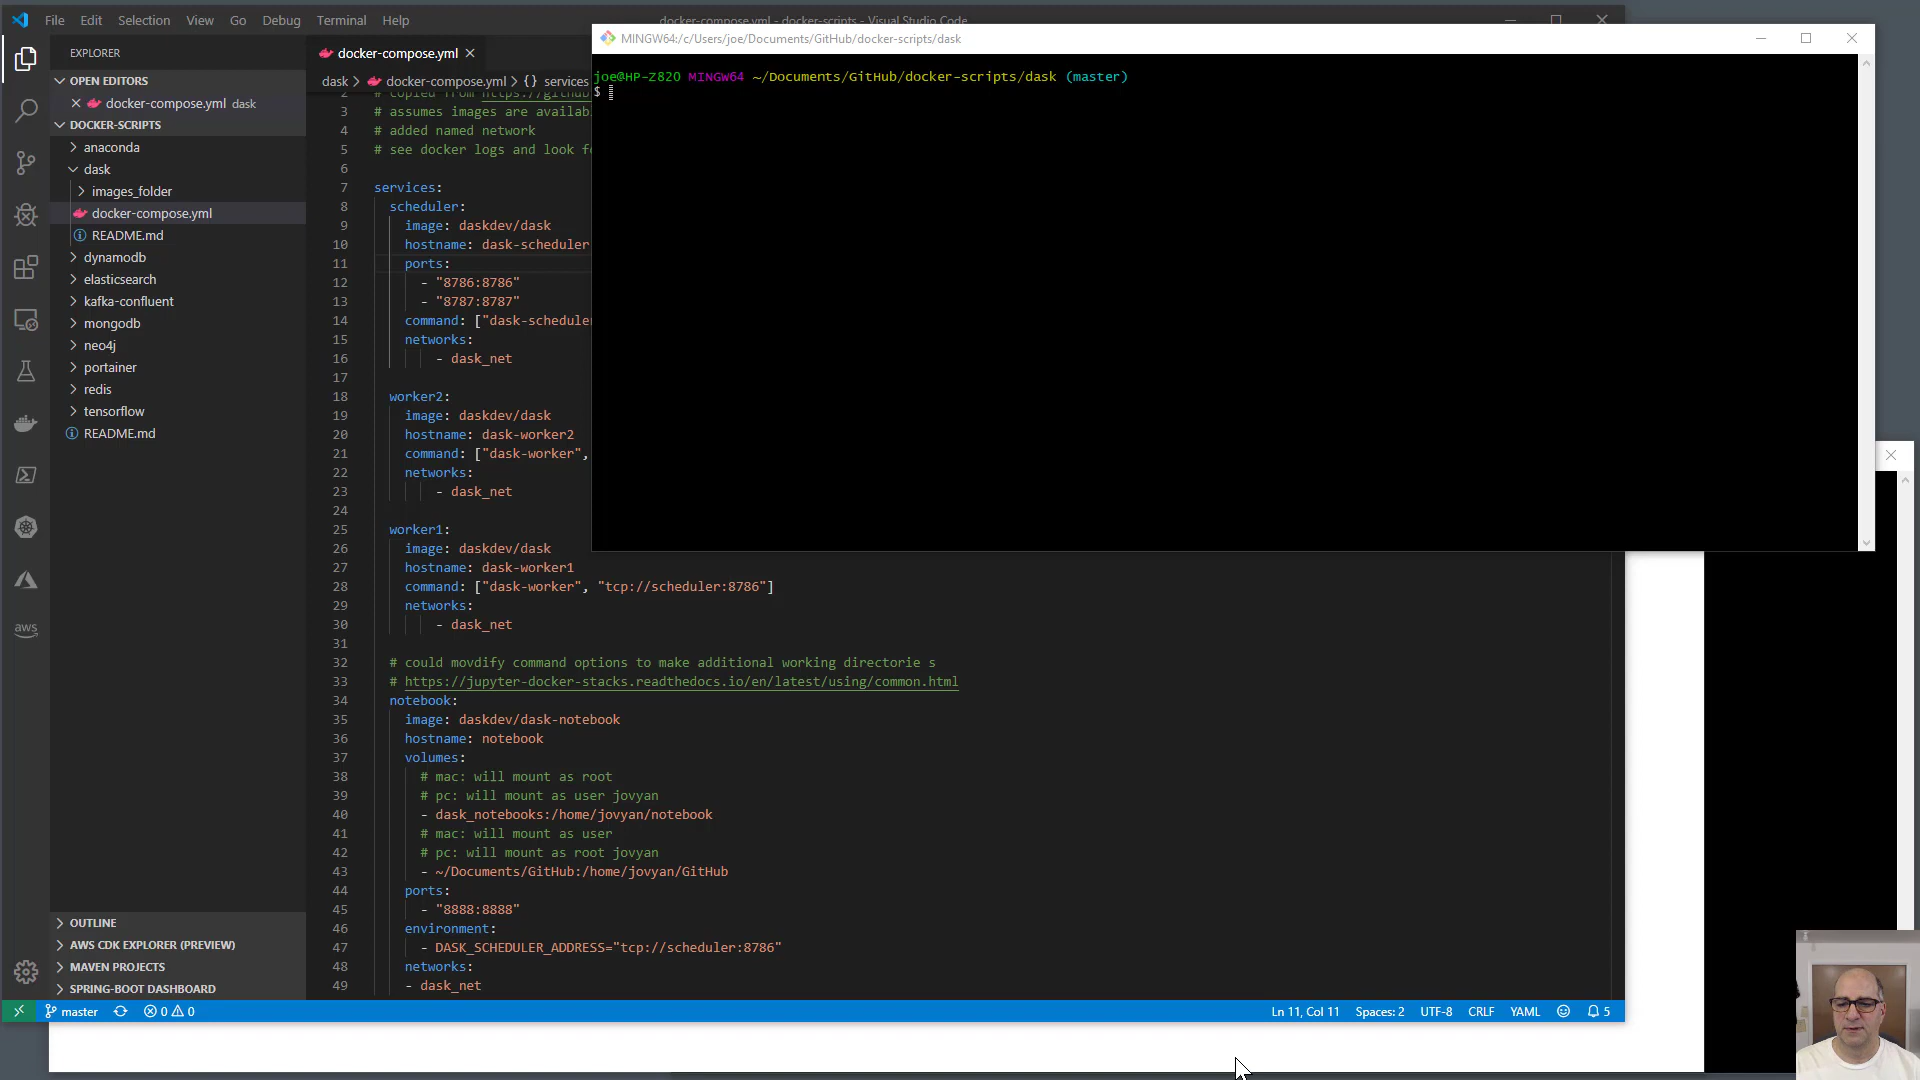 File Edit Selection View Go Debug Terminal Help
docker-compose.yml - docker-scripts - Visual Studio Code
EXPLORER
OPEN EDITORS
docker-compose.yml dask
DOCKER-SCRIPTS
anaconda
dask
images_folder
docker-compose.yml
README.md
dynamodb
elasticsearch
kafka-confluent
mongodb
neo4j
portainer
redis
tensorflow
README.md
OUTLINE
AWS CDK EXPLORER (PREVIEW)
MAVEN PROJECTS
SPRING-BOOT DASHBOARD
aws
docker-compose.yml
dask > docker-compose.yml > {} services
2 # copied from https://github
3 # assumes images are availab
4 # added named network
5 # see docker logs and look f
6
7 services:
8 scheduler:
9 image: daskdev/dask
10 hostname: dask-scheduler
11 ports:
12 - "8786:8786"
13 - "8787:8787"
14 command: ["dask-scheduler
15 networks:
16 - dask_net
17
18 worker2:
19 image: daskdev/dask
20 hostname: dask-worker2
21 command: ["dask-worker",
22 networks:
23 - dask_net
24
25 worker1:
26 image: daskdev/dask
27 hostname: dask-worker1
28 command: ["dask-worker", "tcp://scheduler:8786"]
29 networks:
30 - dask_net
31
32 # could movdify command options to make additional working directorie s
33 # https://jupyter-docker-stacks.readthedocs.io/en/latest/using/common.html
34 notebook:
35 image: daskdev/dask-notebook
36 hostname: notebook
37 volumes:
38 # mac: will mount as root
39 # pc: will mount as user jovyan
40 - dask_notebooks:/home/jovyan/notebook
41 # mac: will mount as user
42 # pc: will mount as root jovyan
43 - ~/Documents/GitHub:/home/jovyan/GitHub
44 ports:
45 - "8888:8888"
46 environment:
47 - DASK_SCHEDULER_ADDRESS="tcp://scheduler:8786"
48 networks:
49 - dask_net
MINGW64:/c/Users/joe/Documents/GitHub/docker-scripts/dask
joe@HP-Z820 MINGW64 ~/Documents/GitHub/docker-scripts/dask (master)
$
master 0 0 Ln 11, Col 11 Spaces: 2 UTF-8 CRLF YAML 5